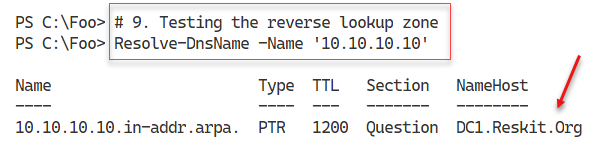 PS C:\Foo> # 9. Testing the reverse lookup zone
PS C:\Foo> Resolve-DnsName -Name '10.10.10.10'
Name Type TTL Section NameHost
---- ---- --- ------- --------
10.10.10.10.in-addr.arpa. PTR 1200 Question DC1.Reskit.Org